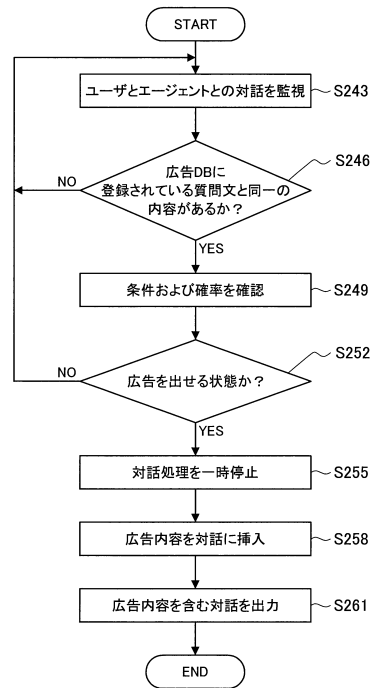 START
ユーザとエージェントとの対話を監視
S243
広告DBに
登録されている質問文と同一の
内容があるか？
S246
NO
YES
条件および確率を確認
S249
広告を出せる状態か？
S252
NO
YES
対話処理を一時停止
S255
広告内容を対話に挿入
S258
広告内容を含む対話を出力
S261
END